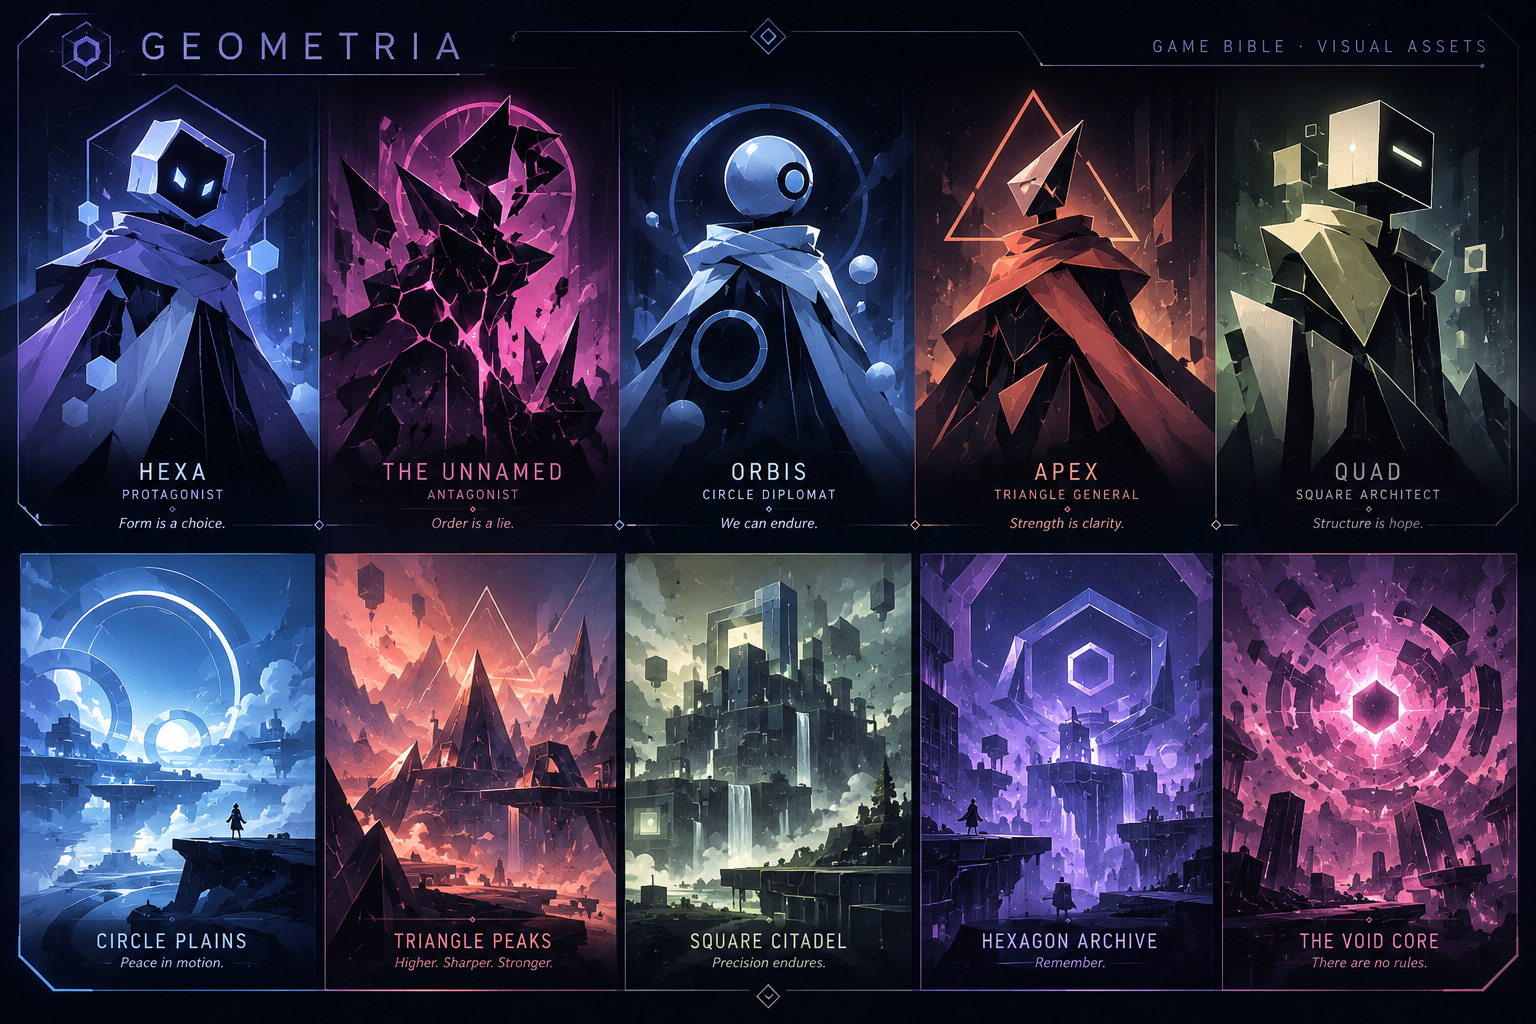 GEOMETRIA
GAME BIBLE · VISUAL ASSETS
HEXA
PROTAGONIST
Form is a choice.
THE UNNAMED
ANTAGONIST
Order is a lie.
ORBIS
CIRCLE DIPLOMAT
We can endure.
APEX
TRIANGLE GENERAL
Strength is clarity.
QUAD
SQUARE ARCHITECT
Structure is hope.
CIRCLE PLAINS
Peace in motion.
TRIANGLE PEAKS
Higher. Sharper. Stronger.
SQUARE CITADEL
Precision endures.
HEXAGON ARCHIVE
Remember.
THE VOID CORE
There are no rules.